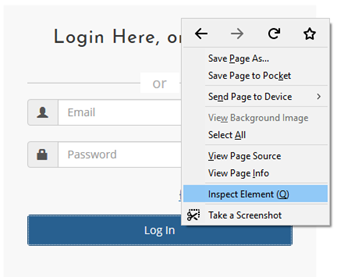 Login Here, or
or
Email
Password
Log In
Save Page As...
Save Page to Pocket
Send Page to Device
View Background Image
Select All
View Page Source
View Page Info
Inspect Element (Q)
Take a Screenshot